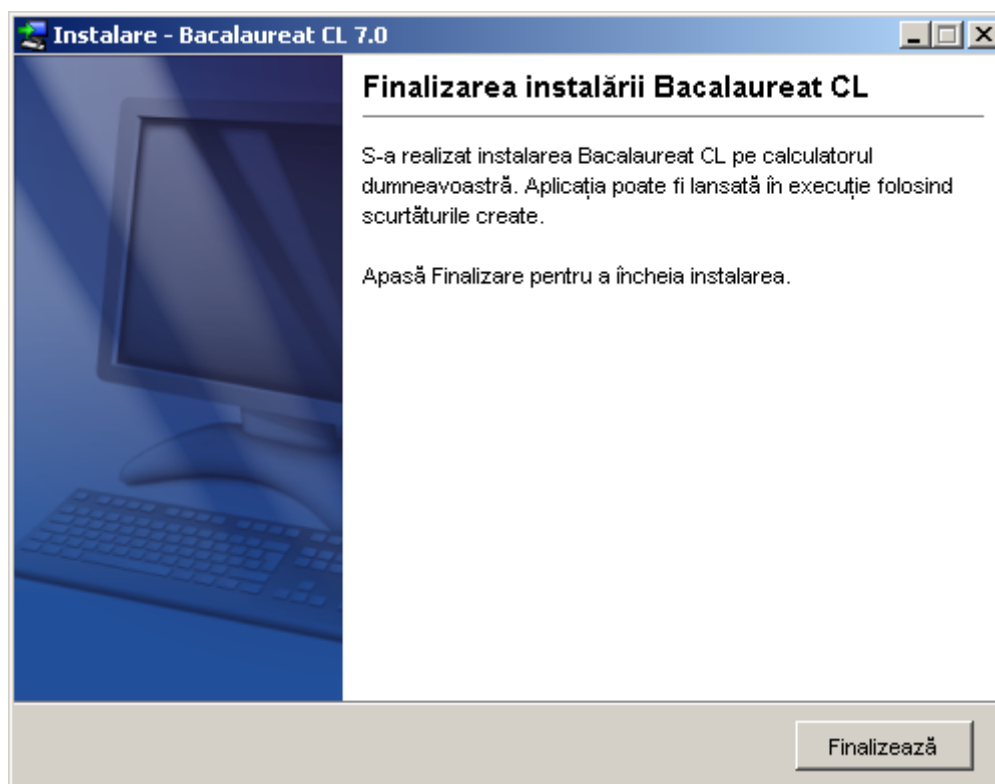 Instalare - Bacalaureat CL 7.0
Finalizarea instalării Bacalaureat CL
S-a realizat instalarea Bacalaureat CL pe calculatorul
dumneavoastră. Aplicația poate fi lansată în execuție folosind
scurtăturile create.
Apasă Finalizare pentru a încheia instalarea.
Finalizează